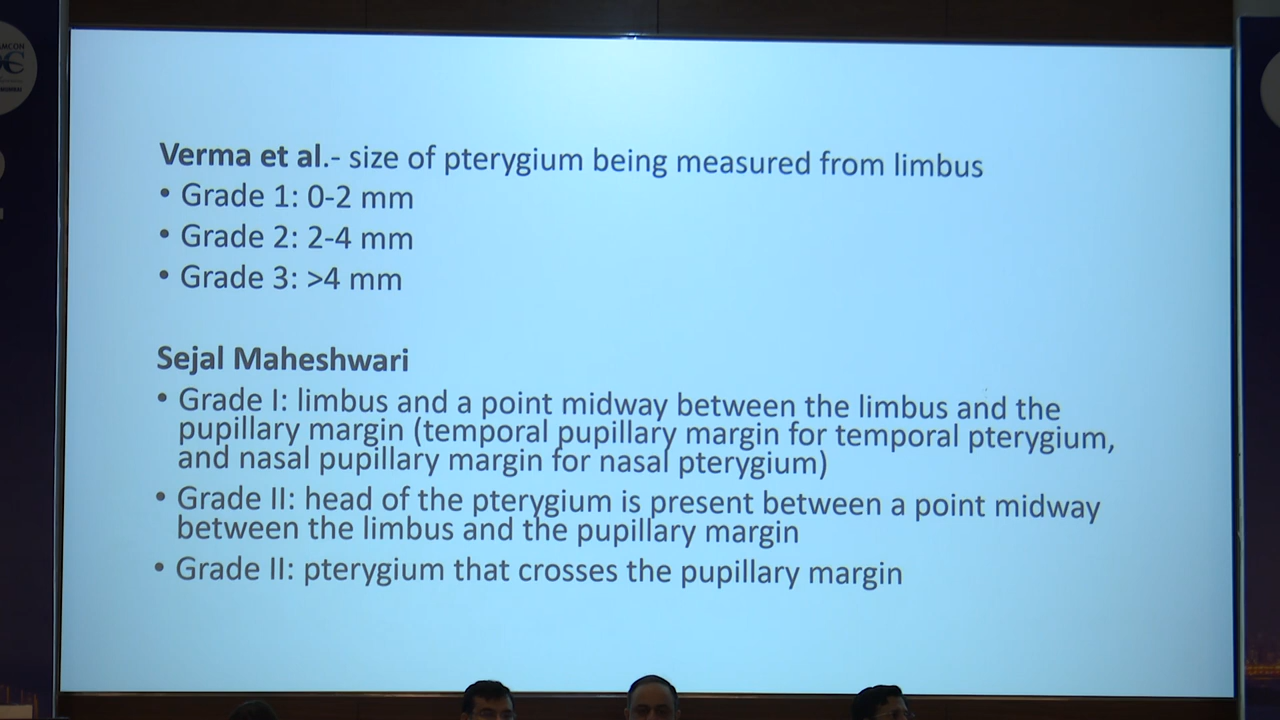 ANCON
Verma et al.- size of pterygium being measured from limbus
• Grade 1: 0-2 mm
• Grade 2: 2-4 mm
• Grade 3: >4 mm
Sejal Maheshwari
• Grade I: limbus and a point midway between the limbus and the
pupillary margin (temporal pupillary margin for temporal pterygium,
and nasal pupillary margin for nasal pterygium)
• Grade II: head of the pterygium is present between a point midway
between the limbus and the pupillary margin
• Grade II: pterygium that crosses the pupillary margin